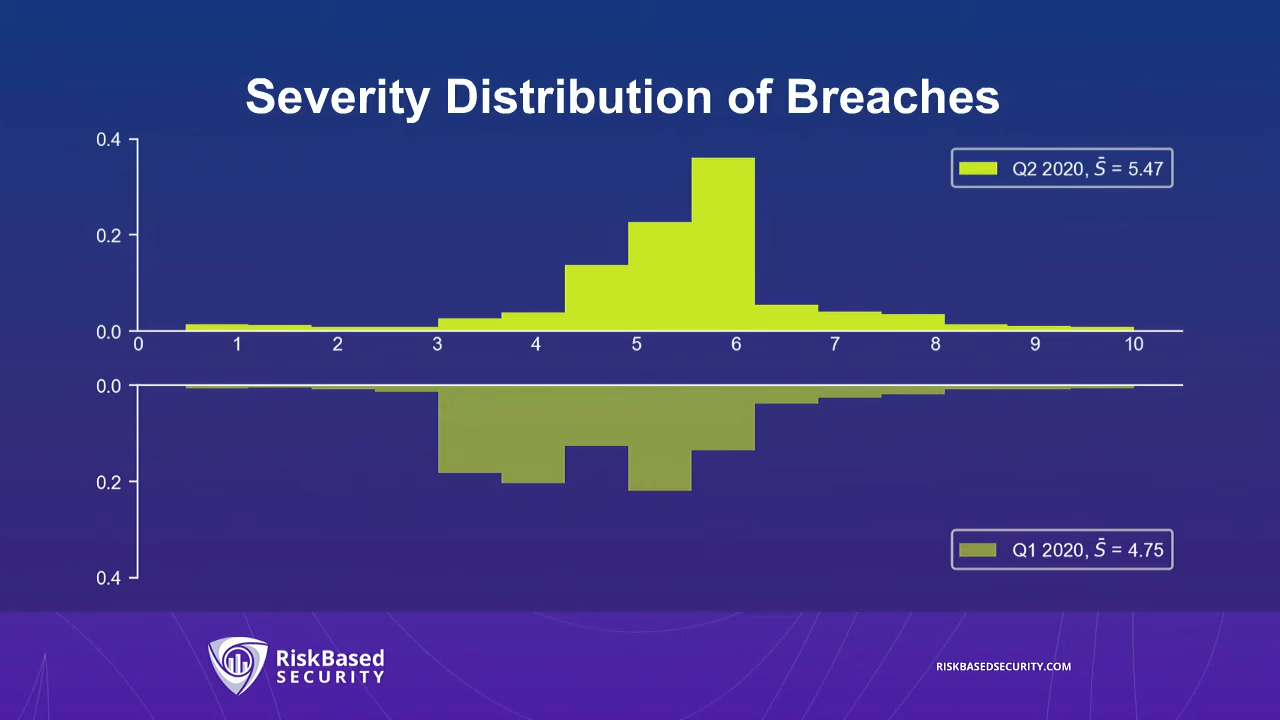 Severity Distribution of Breaches
0.4
Q2 2020, S̄ = 5.47
0.2
0.0
0 1 2 3 4 5 6 7 8 9 10
0.0
0.2
Q1 2020, S̄ = 4.75
0.4
RiskBased
SECURITY
RISKBASEDSECURITY.COM